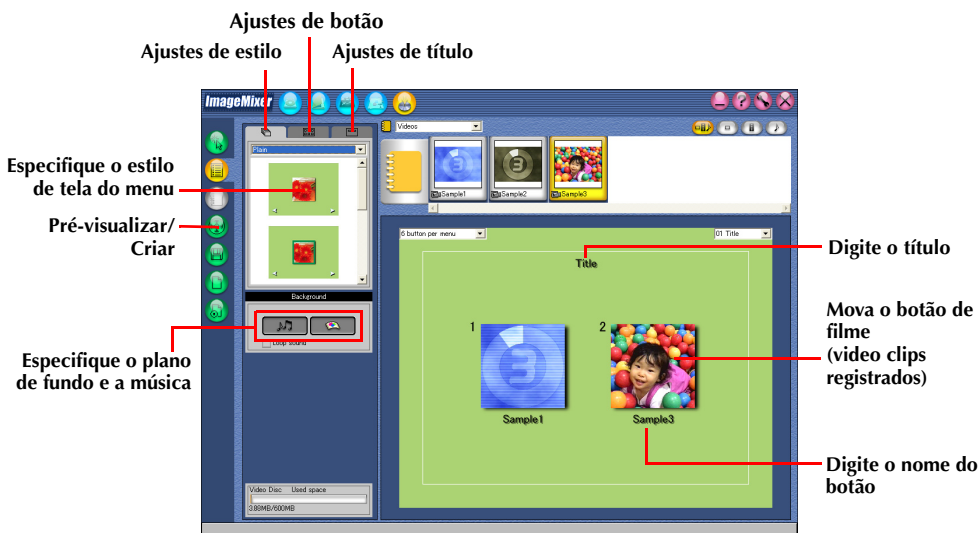 Ajustes de botão
Ajustes de estilo
Ajustes de título
ImageMixer
Videos
Plain
Sample1
Sample2
Sample3
Especifique o estilo
de tela do menu
Pré-visualizar/
Criar
6 button per menu
01 Title
Title
Digite o título
Background
Loop sound
Especifique o plano
de fundo e a música
1
2
Mova o botão de
filme
(video clips
registrados)
Sample1
Sample3
Digite o nome do
botão
Video Disc Used space
3.88MB/600MB